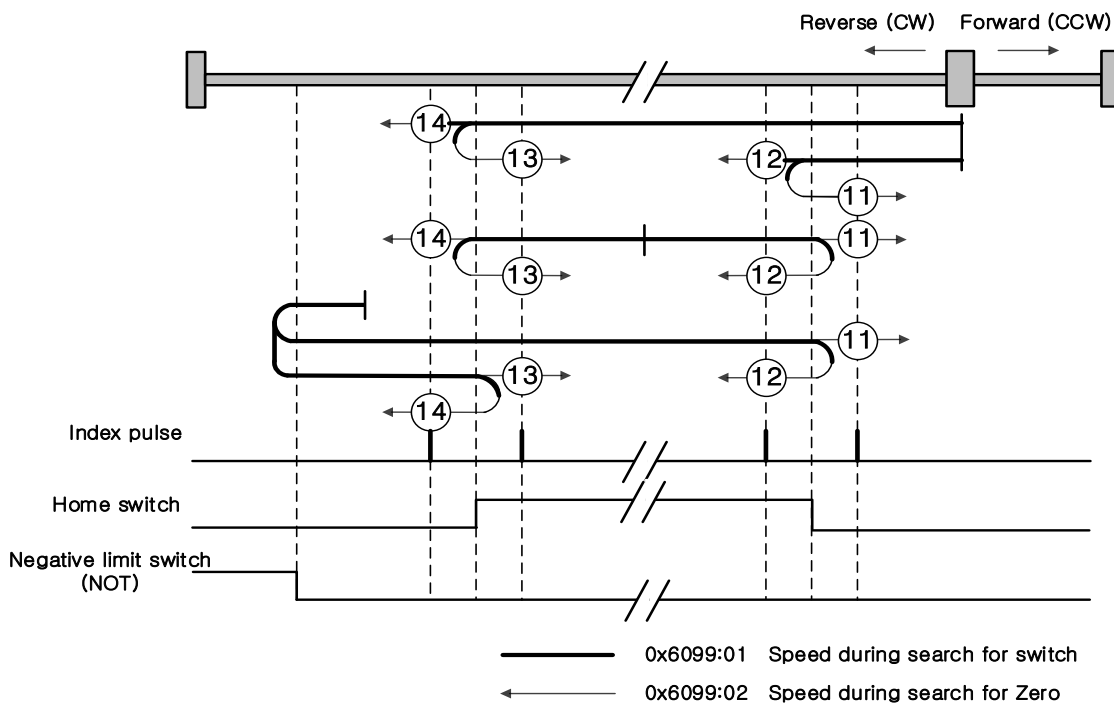 Reverse (CW) Forward (CCW)
14
13
12
11
14
11
13
12
11
13
12
14
Index pulse
Home switch
Negative limit switch
(NOT)
0x6099:01 Speed during search for switch
0x6099:02 Speed during search for Zero